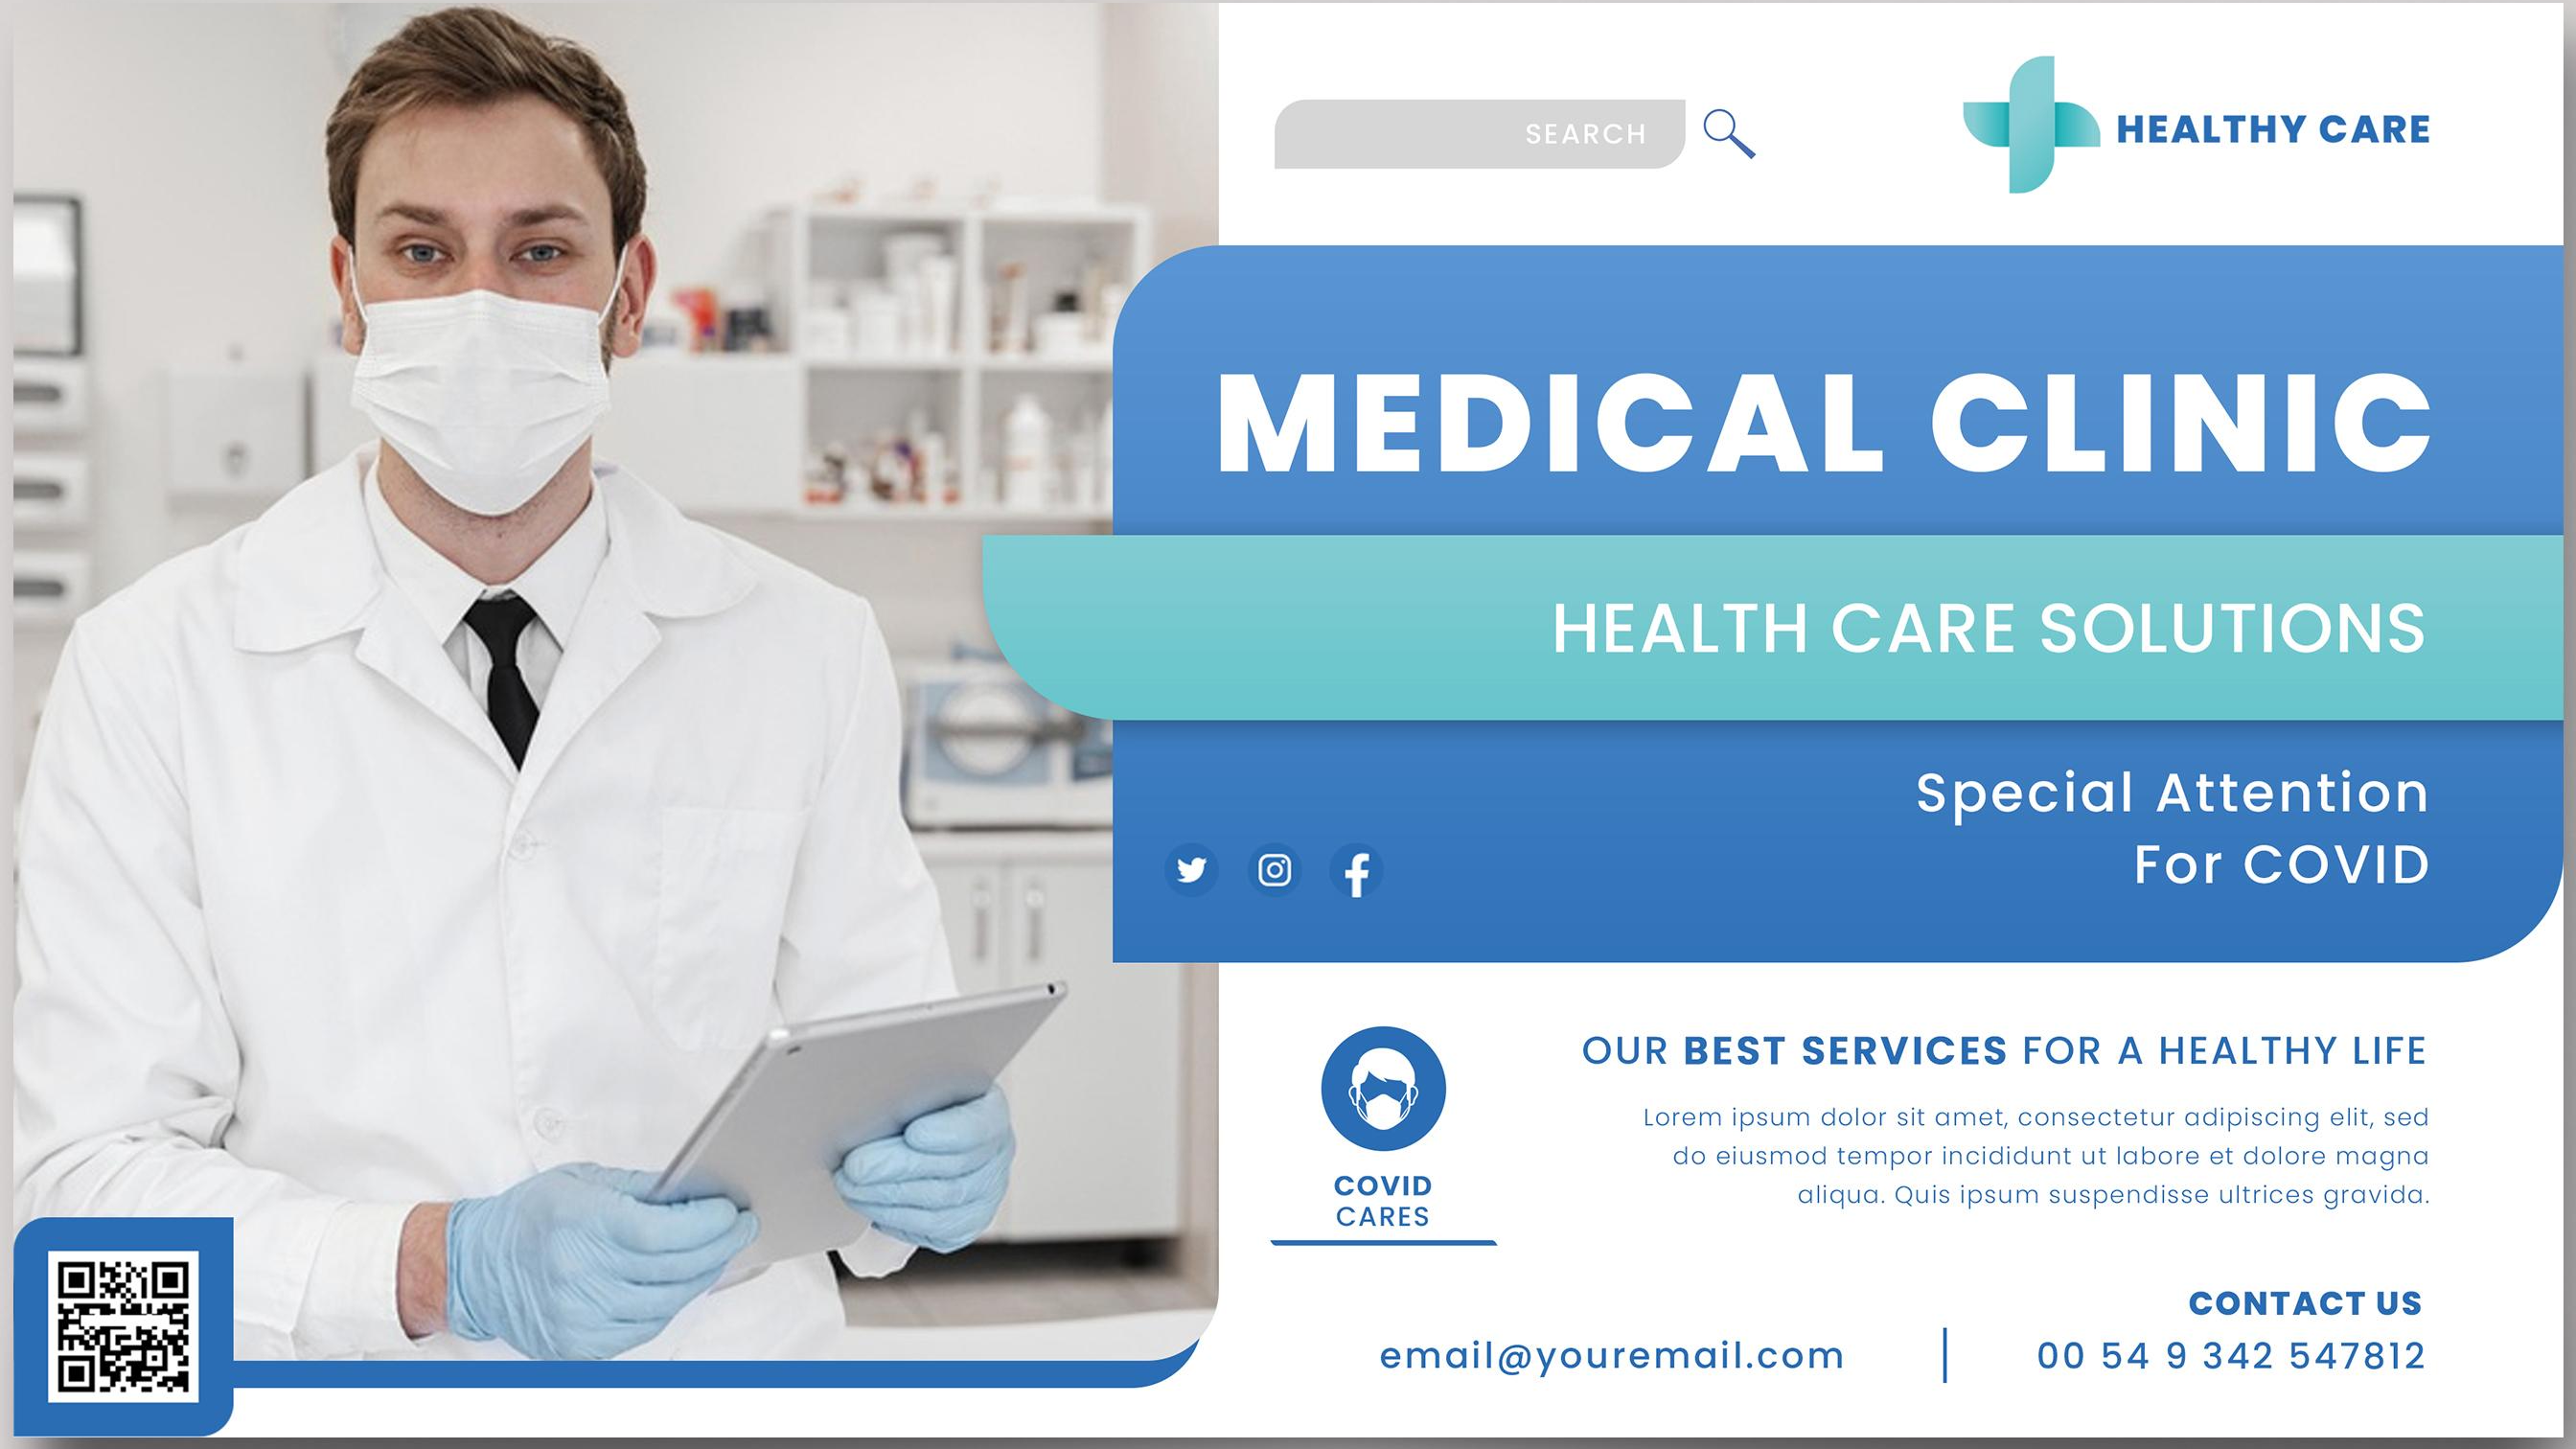 SEARCH
HEALTHY CARE
MEDICAL CLINIC
HEALTH CARE SOLUTIONS
Special Attention
For COVID
OUR BEST SERVICES FOR A HEALTHY LIFE
Lorem ipsum dolor sit amet, consectetur adipiscing elit, sed
do eiusmod tempor incididunt ut labore et dolore magna
aliqua. Quis ipsum suspendisse ultrices gravida.
COVID
CARES
CONTACT US
email@youremail.com
00 54 9 342 547812